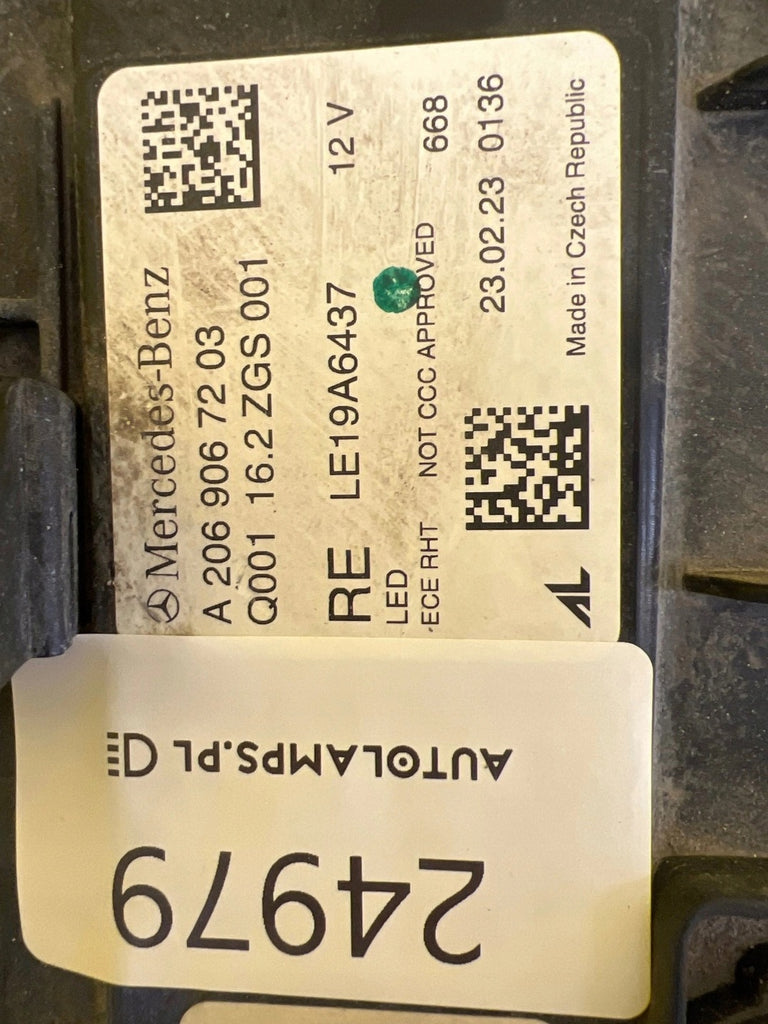 Mercedes-Benz
A 206 906 72 03
Q001 16.2 ZGS 001
RE LE19A6437 12 V
LED
ECE RHT NOT CCC APPROVED 668
23.02.23 0136
Made in Czech Republic
AL
AUTOLAMPS.PL
24979